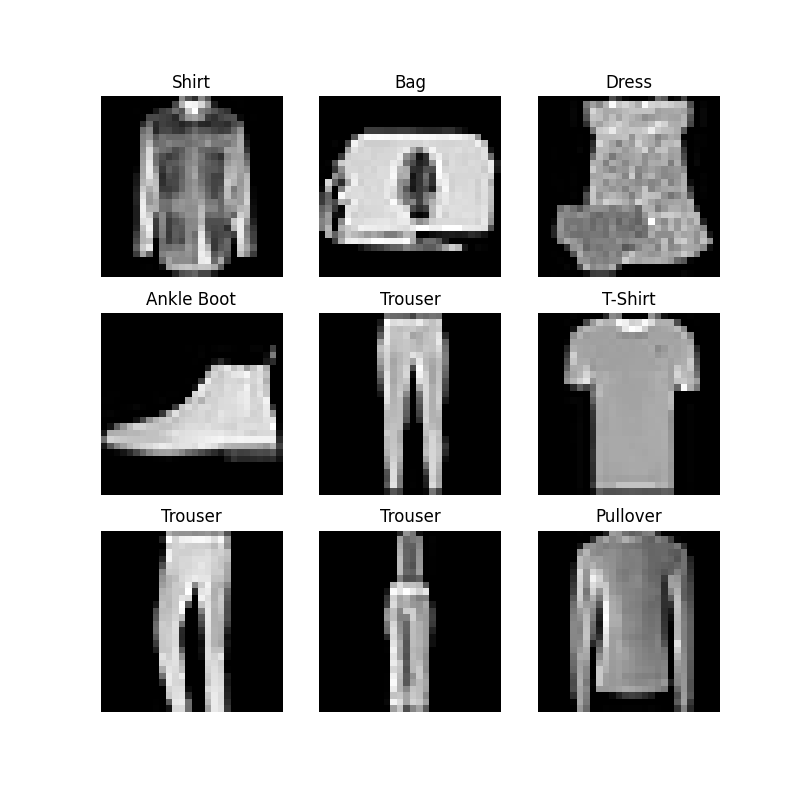 Shirt
Bag
Dress
Ankle Boot
Trouser
T-Shirt
Trouser
Trouser
Pullover